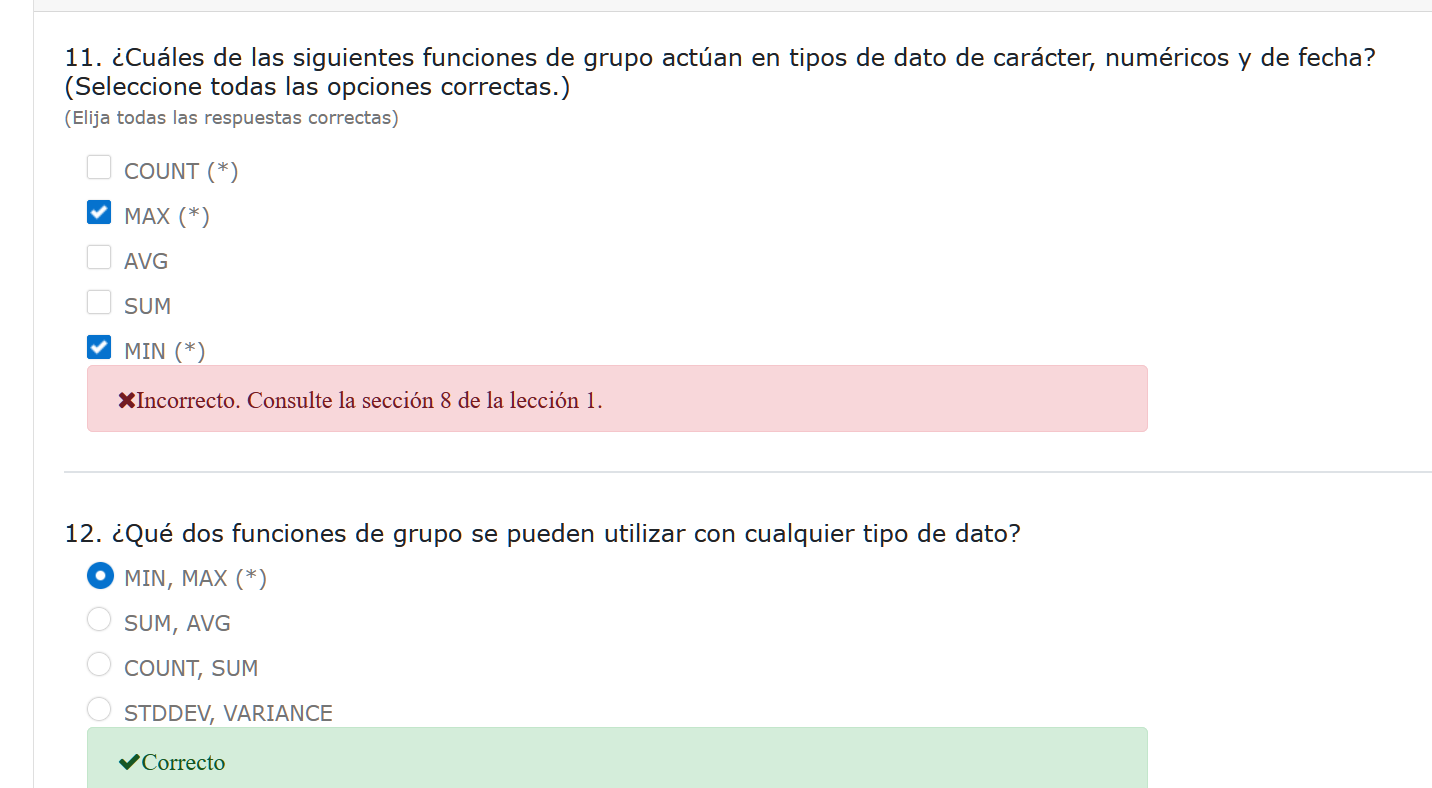 11. ¿Cuáles de las siguientes funciones de grupo actúan en tipos de dato de carácter, numéricos y de fecha?
(Seleccione todas las opciones correctas.)
(Elija todas las respuestas correctas)
COUNT (*)
MAX (*)
AVG
SUM
MIN (*)
Incorrecto. Consulte la sección 8 de la lección 1.
12. ¿Qué dos funciones de grupo se pueden utilizar con cualquier tipo de dato?
MIN, MAX (*)
SUM, AVG
COUNT, SUM
STDDEV, VARIANCE
Correcto